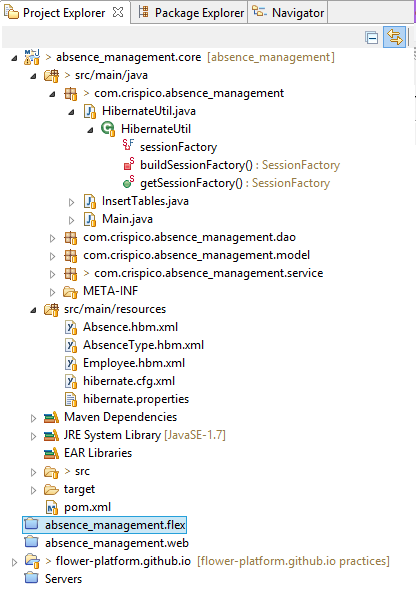 Project Explorer Package Explorer Navigator
> absence_management.core [absence_management]
> src/main/java
> com.crispico.absence_management
HibernateUtil.java
HibernateUtil
sessionFactory
buildSessionFactory() : SessionFactory
getSessionFactory() : SessionFactory
InsertTables.java
Main.java
com.crispico.absence_management.dao
com.crispico.absence_management.model
> com.crispico.absence_management.service
META-INF
src/main/resources
Absence.hbm.xml
AbsenceType.hbm.xml
Employee.hbm.xml
hibernate.cfg.xml
hibernate.properties
Maven Dependencies
JRE System Library [JavaSE-1.7]
EAR Libraries
> src
target
pom.xml
absence_management.flex
absence_management.web
> flower-platform.github.io [flower-platform.github.io practices]
Servers